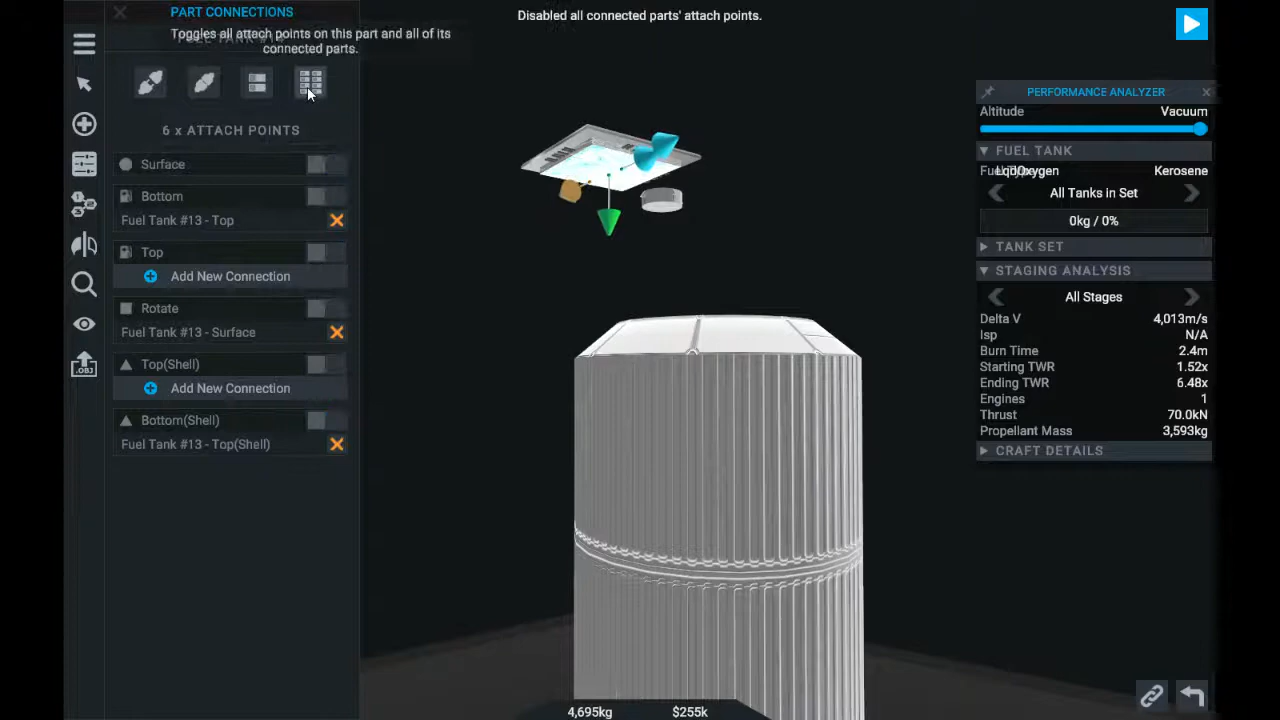 PART CONNECTIONS
Toggles all attach points on this part and all of its
connected parts.
6 x ATTACH POINTS
Surface
Bottom
Fuel Tank #13 - Top
Top
Add New Connection
Rotate
Fuel Tank #13 - Surface
Top(Shell)
Add New Connection
Bottom(Shell)
Fuel Tank #13 - Top(Shell)
.OBJ
Disabled all connected parts' attach points.
4,695kg $255k
PERFORMANCE ANALYZER
Altitude Vacuum
FUEL TANK
LqdOxygen Kerosene
All Tanks in Set
0kg / 0%
TANK SET
STAGING ANALYSIS
All Stages
Delta V 4,013m/s
Isp N/A
Burn Time 2.4m
Starting TWR 1.52x
Ending TWR 6.48x
Engines 1
Thrust 70.0kN
Propellant Mass 3,593kg
CRAFT DETAILS